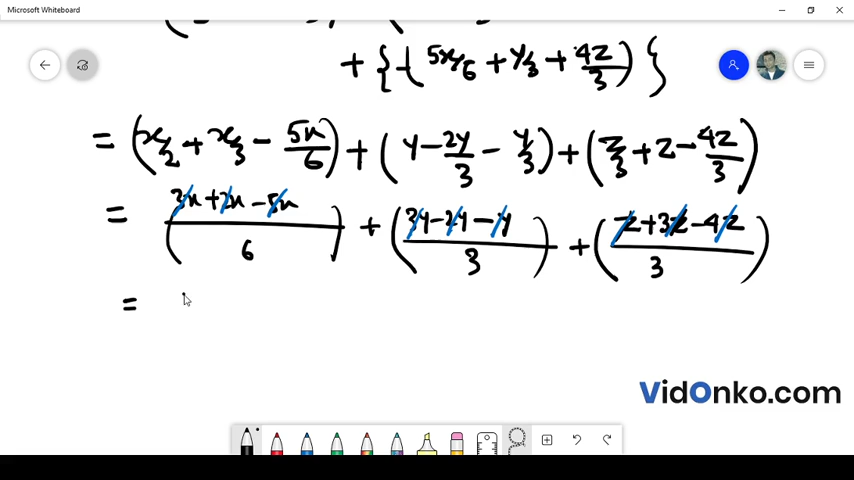 Microsoft Whiteboard
+ {-(5x/6 + y/3 + 4z/3)}
= (x/2 + x/3 - 5x/6) + (y - 2y/3 - y/3) + (z/3 + z - 4z/3)
= (3x + 2x - 5x / 6) + (3y - 2y - y / 3) + (z + 3z - 4z / 3)
=
VidOnko.com